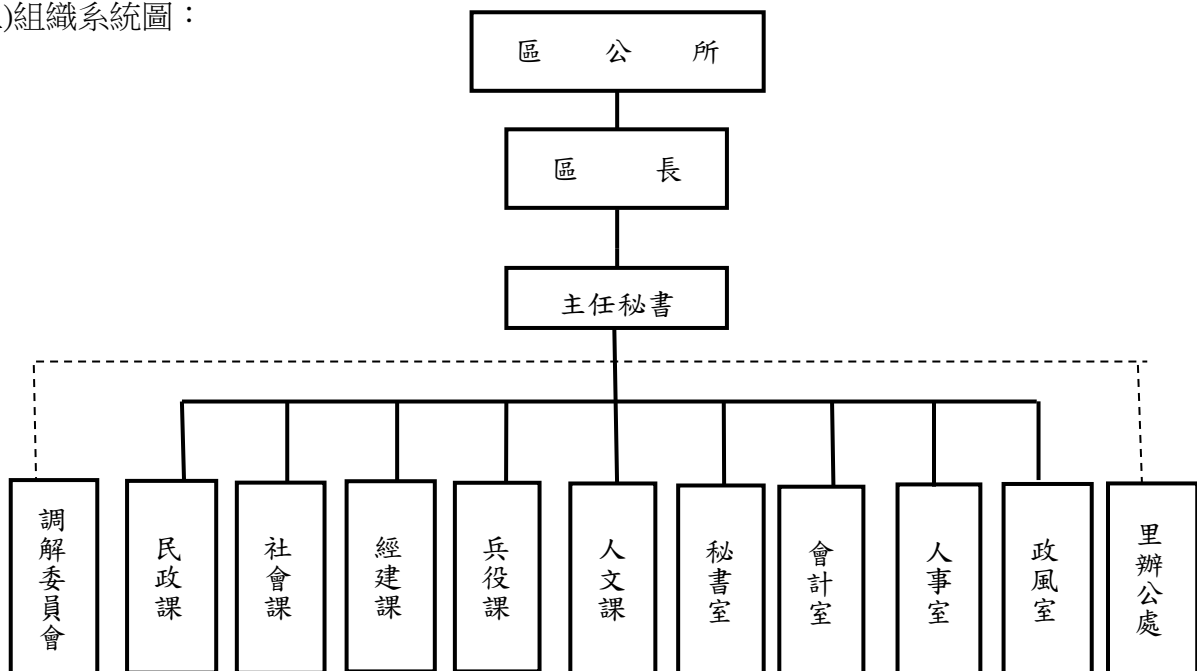 )組織系統圖：
區公所
區長
主任秘書
調解委員會
民政課
社會課
經建課
兵役課
人文課
秘書室
會計室
人事室
政風室
里辦公處